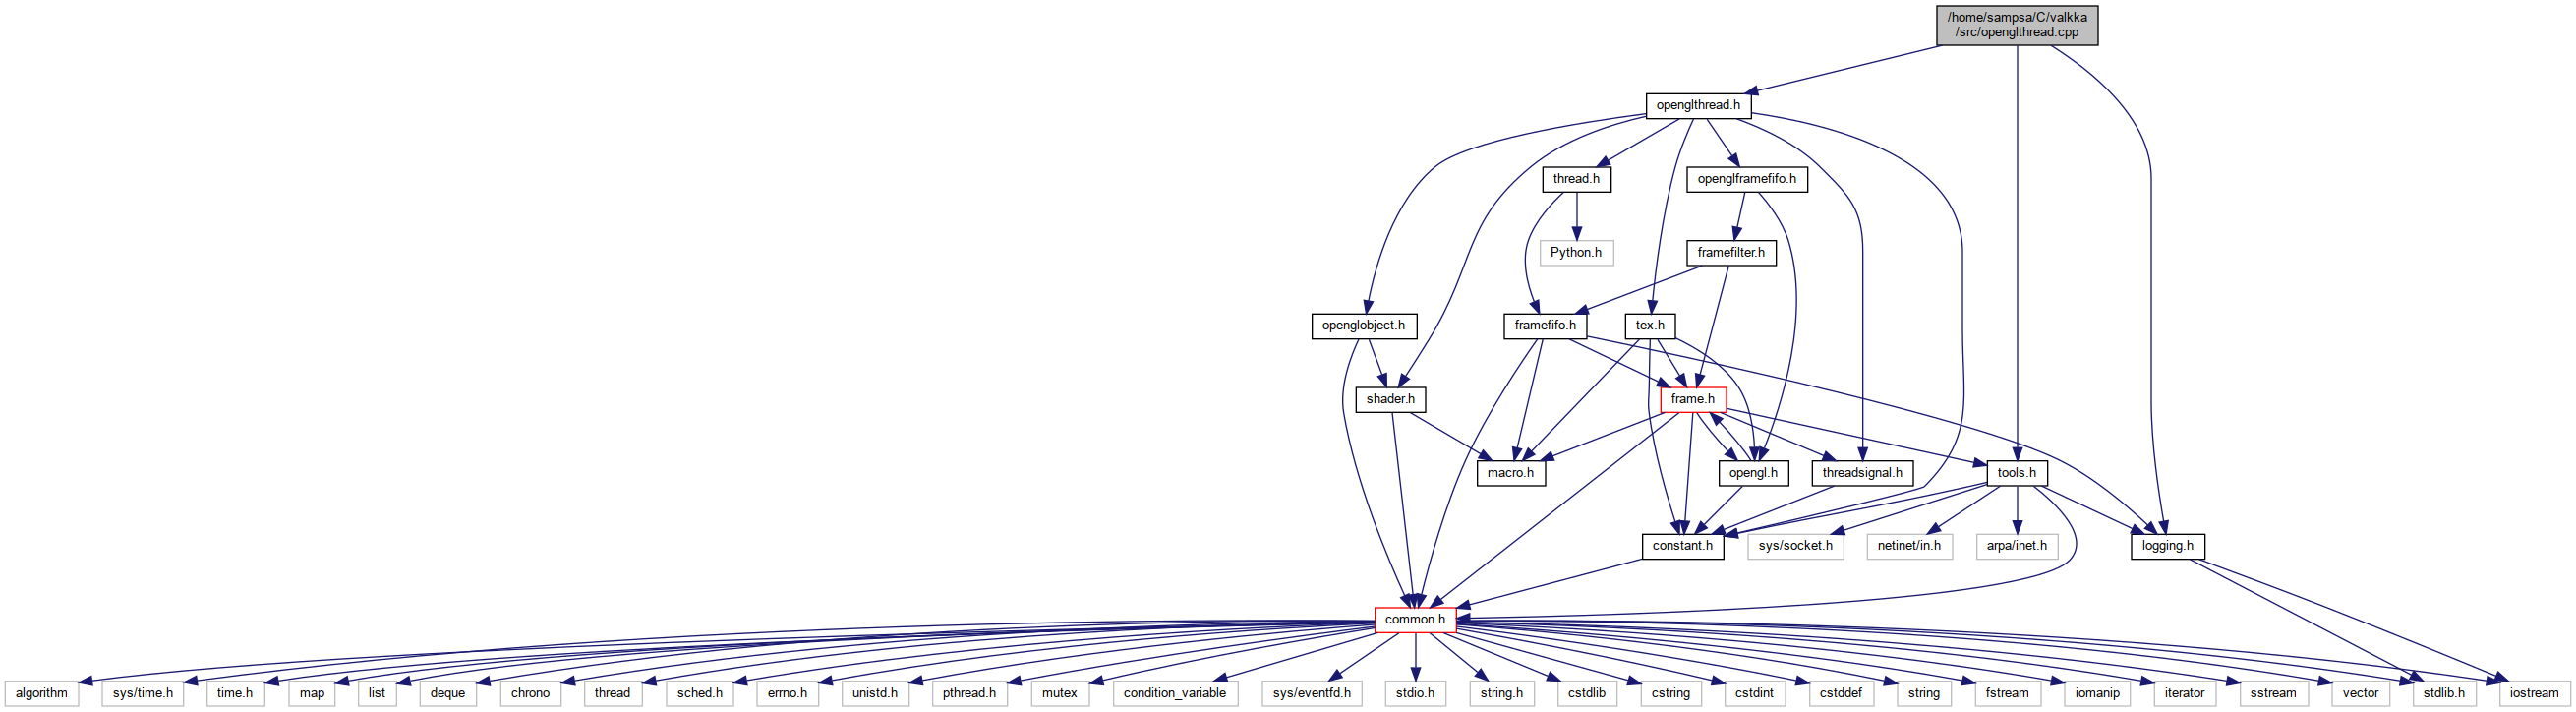 /home/sampsa/C/valkka
/src/openglthread.cpp
openglthread.h
thread.h
openglframefifo.h
Python.h
framefilter.h
openglobject.h
framefifo.h
tex.h
shader.h
frame.h
macro.h
opengl.h
threadsignal.h
tools.h
constant.h
sys/socket.h
netinet/in.h
arpa/inet.h
logging.h
common.h
algorithm
sys/time.h
time.h
map
list
deque
chrono
thread
sched.h
errno.h
unistd.h
pthread.h
mutex
condition_variable
sys/eventfd.h
stdio.h
string.h
cstdlib
cstring
cstdint
cstddef
string
fstream
iomanip
iterator
sstream
vector
stdlib.h
iostream